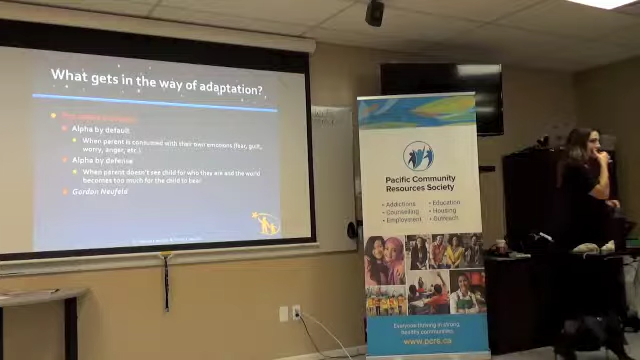 What gets in the way of adaptation?
Alpha by default
When parent is consumed with their own emotions (fear, guilt,
worry, anger, etc.)
Alpha by defense
When parent doesn't see child for who they are and the world
becomes too much for the child to bear
Gordon Neufeld
Pacific Community
Resources Society
• Addictions
• Counselling
• Employment
• Education
• Housing
• Outreach
Everyone thriving in strong,
healthy communities.
www.pcrs.ca